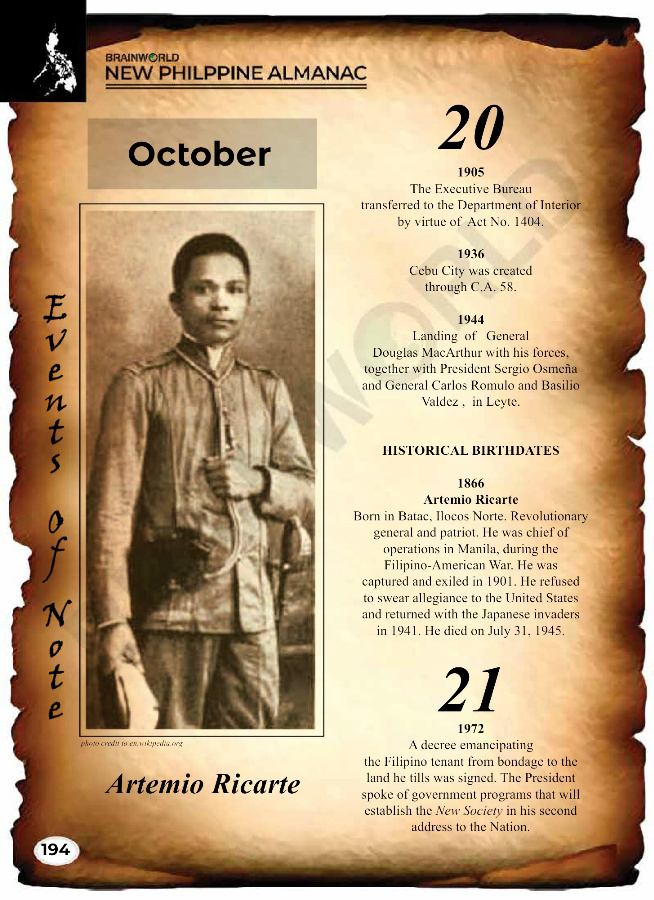 BRAINWORLD
NEW PHILPPINE ALMANAC
October
Events of Note
photo credit to en.wikipedia.org
Artemio Ricarte
194
20
1905
The Executive Bureau
transferred to the Department of Interior
by virtue of Act No. 1404.
1936
Cebu City was created
through C.A. 58.
1944
Landing of General
Douglas MacArthur with his forces,
together with President Sergio Osmeña
and General Carlos Romulo and Basilio
Valdez , in Leyte.
HISTORICAL BIRTHDATES
1866
Artemio Ricarte
Born in Batac, Ilocos Norte. Revolutionary
general and patriot. He was chief of
operations in Manila, during the
Filipino-American War. He was
captured and exiled in 1901. He refused
to swear allegiance to the United States
and returned with the Japanese invaders
in 1941. He died on July 31, 1945.
21
1972
A decree emancipating
the Filipino tenant from bondage to the
land he tills was signed. The President
spoke of government programs that will
establish the New Society in his second
address to the Nation.